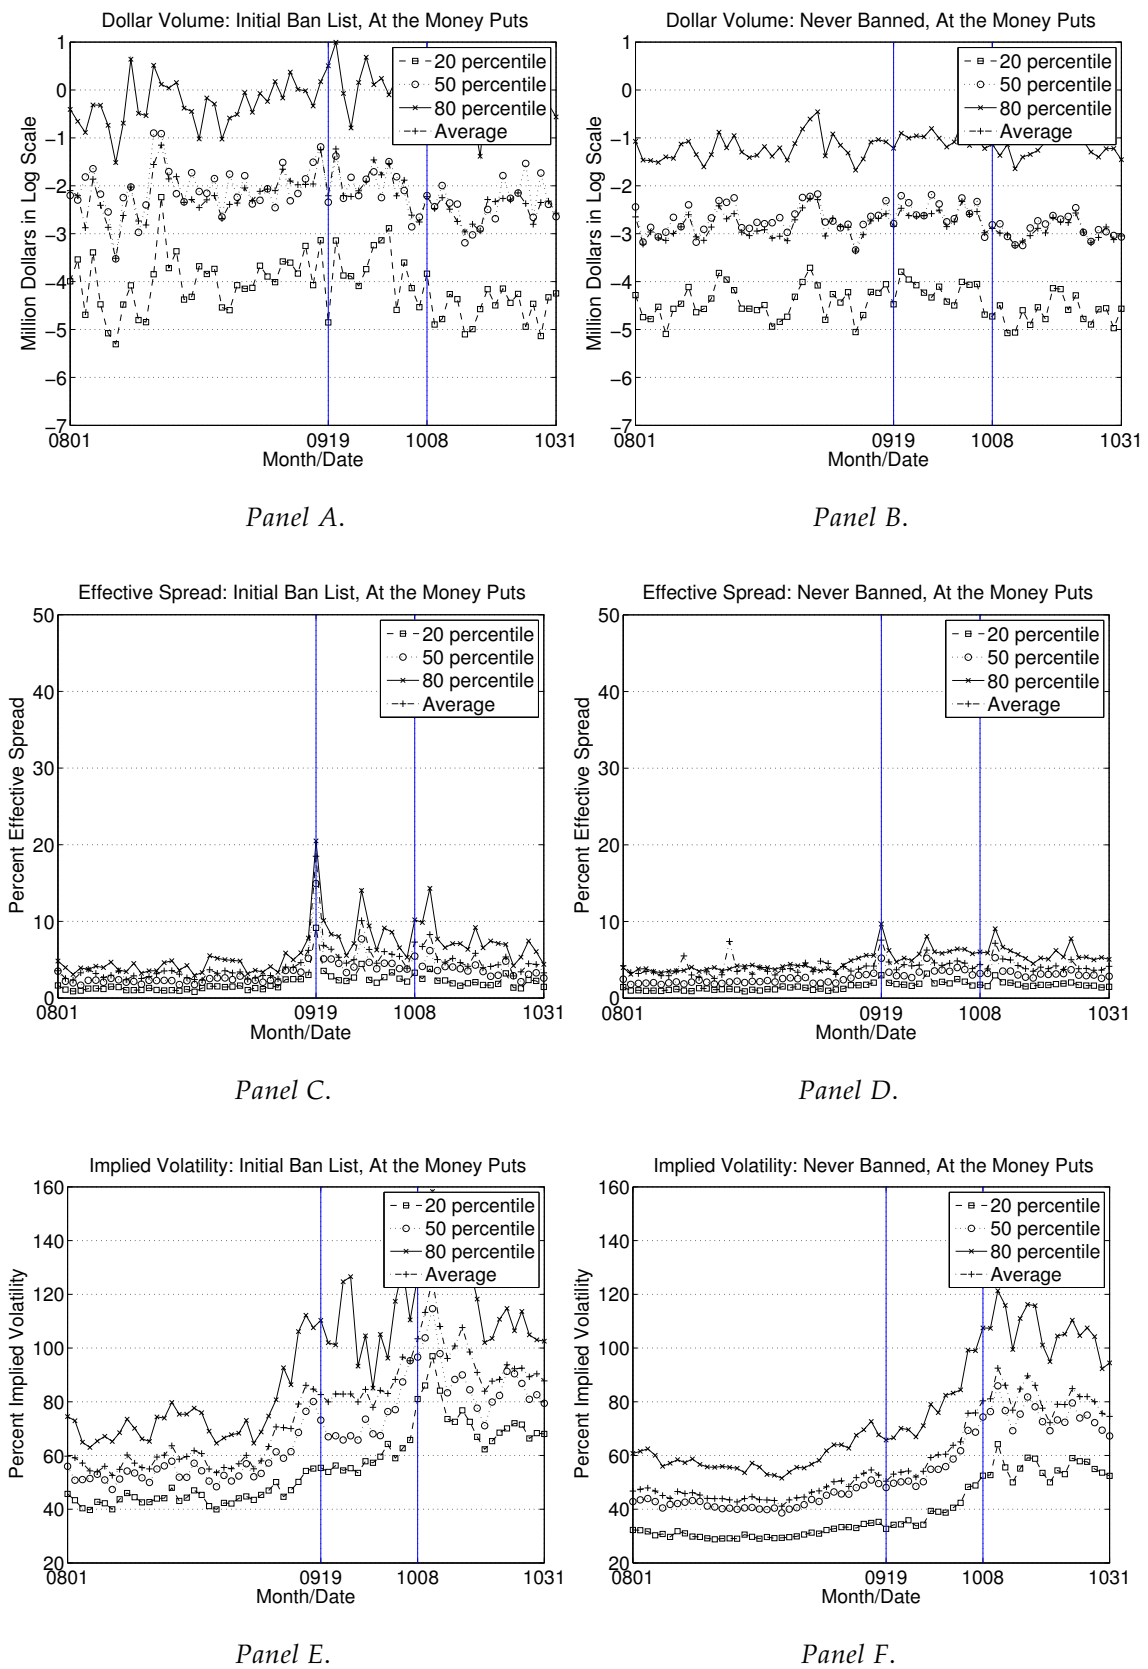 Dollar Volume: Initial Ban List, At the Money Puts
1
0
−1
−2
−3
−4
−5
−6
−7
Million Dollars in Log Scale
20 percentile
50 percentile
80 percentile
Average
0801 0919 1008 1031
Month/Date
Panel A.
Dollar Volume: Never Banned, At the Money Puts
1
0
−1
−2
−3
−4
−5
−6
−7
Million Dollars in Log Scale
20 percentile
50 percentile
80 percentile
Average
0801 0919 1008 1031
Month/Date
Panel B.
Effective Spread: Initial Ban List, At the Money Puts
50
40
30
20
10
0
Percent Effective Spread
20 percentile
50 percentile
80 percentile
Average
0801 0919 1008 1031
Month/Date
Panel C.
Effective Spread: Never Banned, At the Money Puts
50
40
30
20
10
0
Percent Effective Spread
20 percentile
50 percentile
80 percentile
Average
0801 0919 1008 1031
Month/Date
Panel D.
Implied Volatility: Initial Ban List, At the Money Puts
160
140
120
100
80
60
40
20
Percent Implied Volatility
20 percentile
50 percentile
80 percentile
Average
0801 0919 1008 1031
Month/Date
Panel E.
Implied Volatility: Never Banned, At the Money Puts
160
140
120
100
80
60
40
20
Percent Implied Volatility
20 percentile
50 percentile
80 percentile
Average
0801 0919 1008 1031
Month/Date
Panel F.